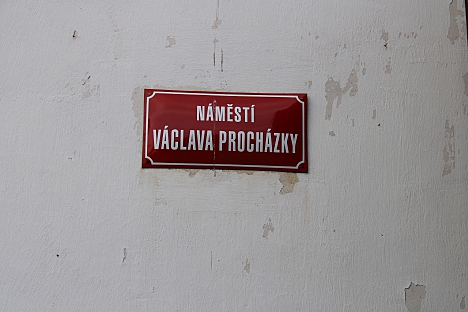 NÁMĚSTÍ
VÁCLAVA PROCHÁZKY